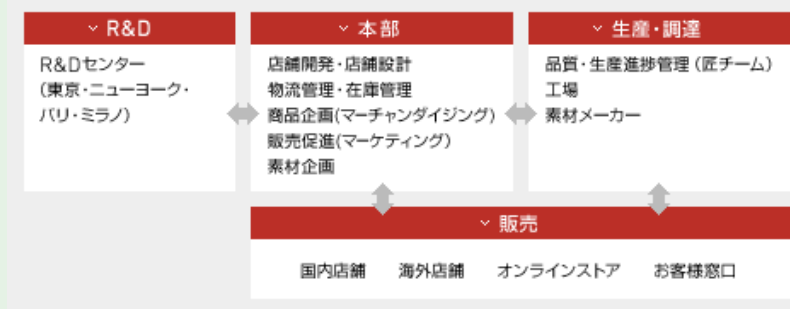 R&D
R&Dセンター
(東京・ニューヨーク・
パリ・ミラノ)
本部
店舗開発・店舗設計
物流管理・在庫管理
商品企画(マーチャンダイジング)
販売促進(マーケティング)
素材企画
生産・調達
品質・生産進捗管理(匠チーム)
工場
素材メーカー
販売
国内店舗 海外店舗 オンラインストア お客様窓口